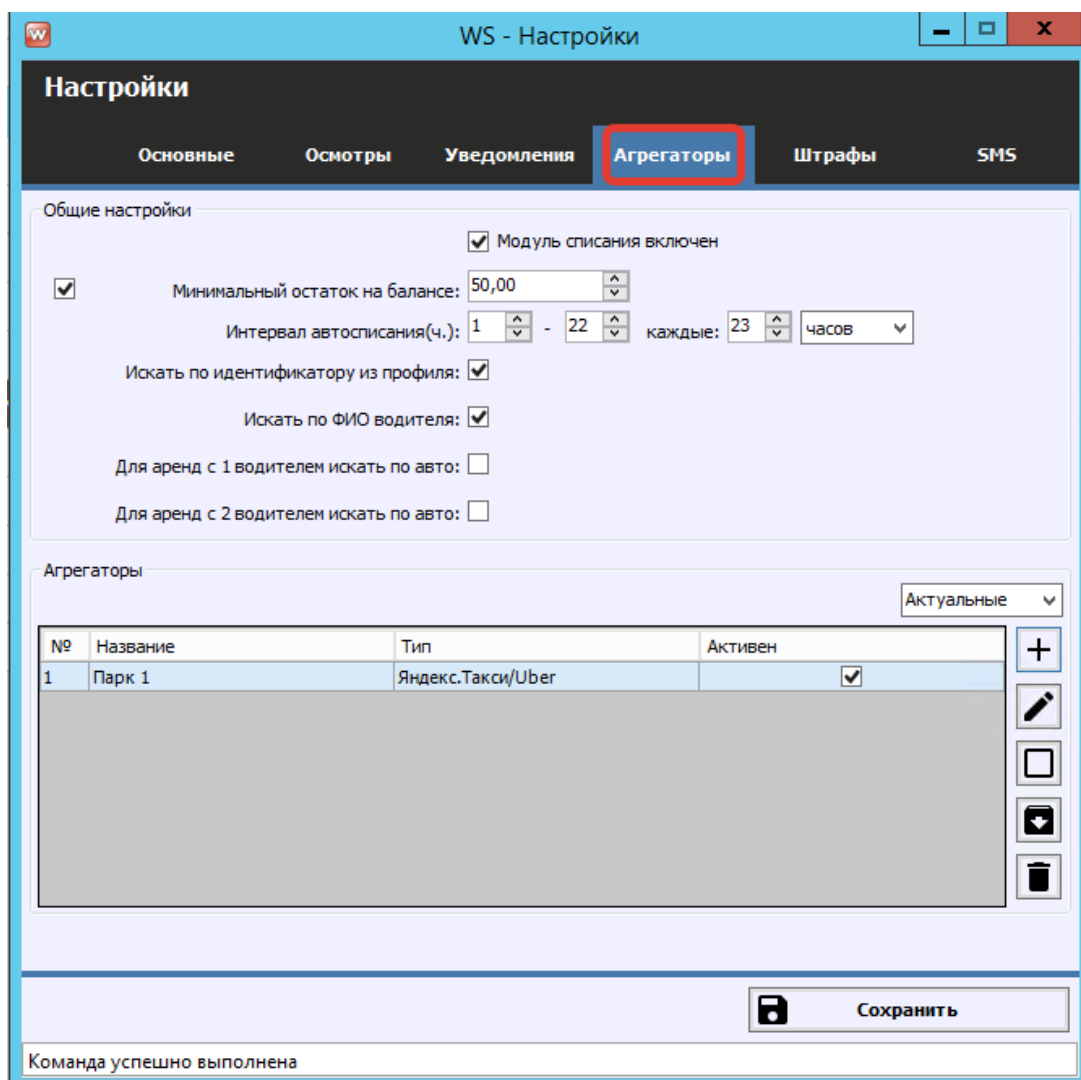 WS - Настройки
Настройки
Основные Осмотры Уведомления Агрегаторы Штрафы SMS
Общие настройки
Модуль списания включен
Минимальный остаток на балансе: 50,00
Интервал автосписания(ч.): 1 - 22 каждые: 23 часов
Искать по идентификатору из профиля:
Искать по ФИО водителя:
Для аренд с 1 водителем искать по авто:
Для аренд с 2 водителем искать по авто:
Агрегаторы
Актуальные
№ Название Тип Активен
1 Парк 1 Яндекс.Такси/Uber
Сохранить
Команда успешно выполнена